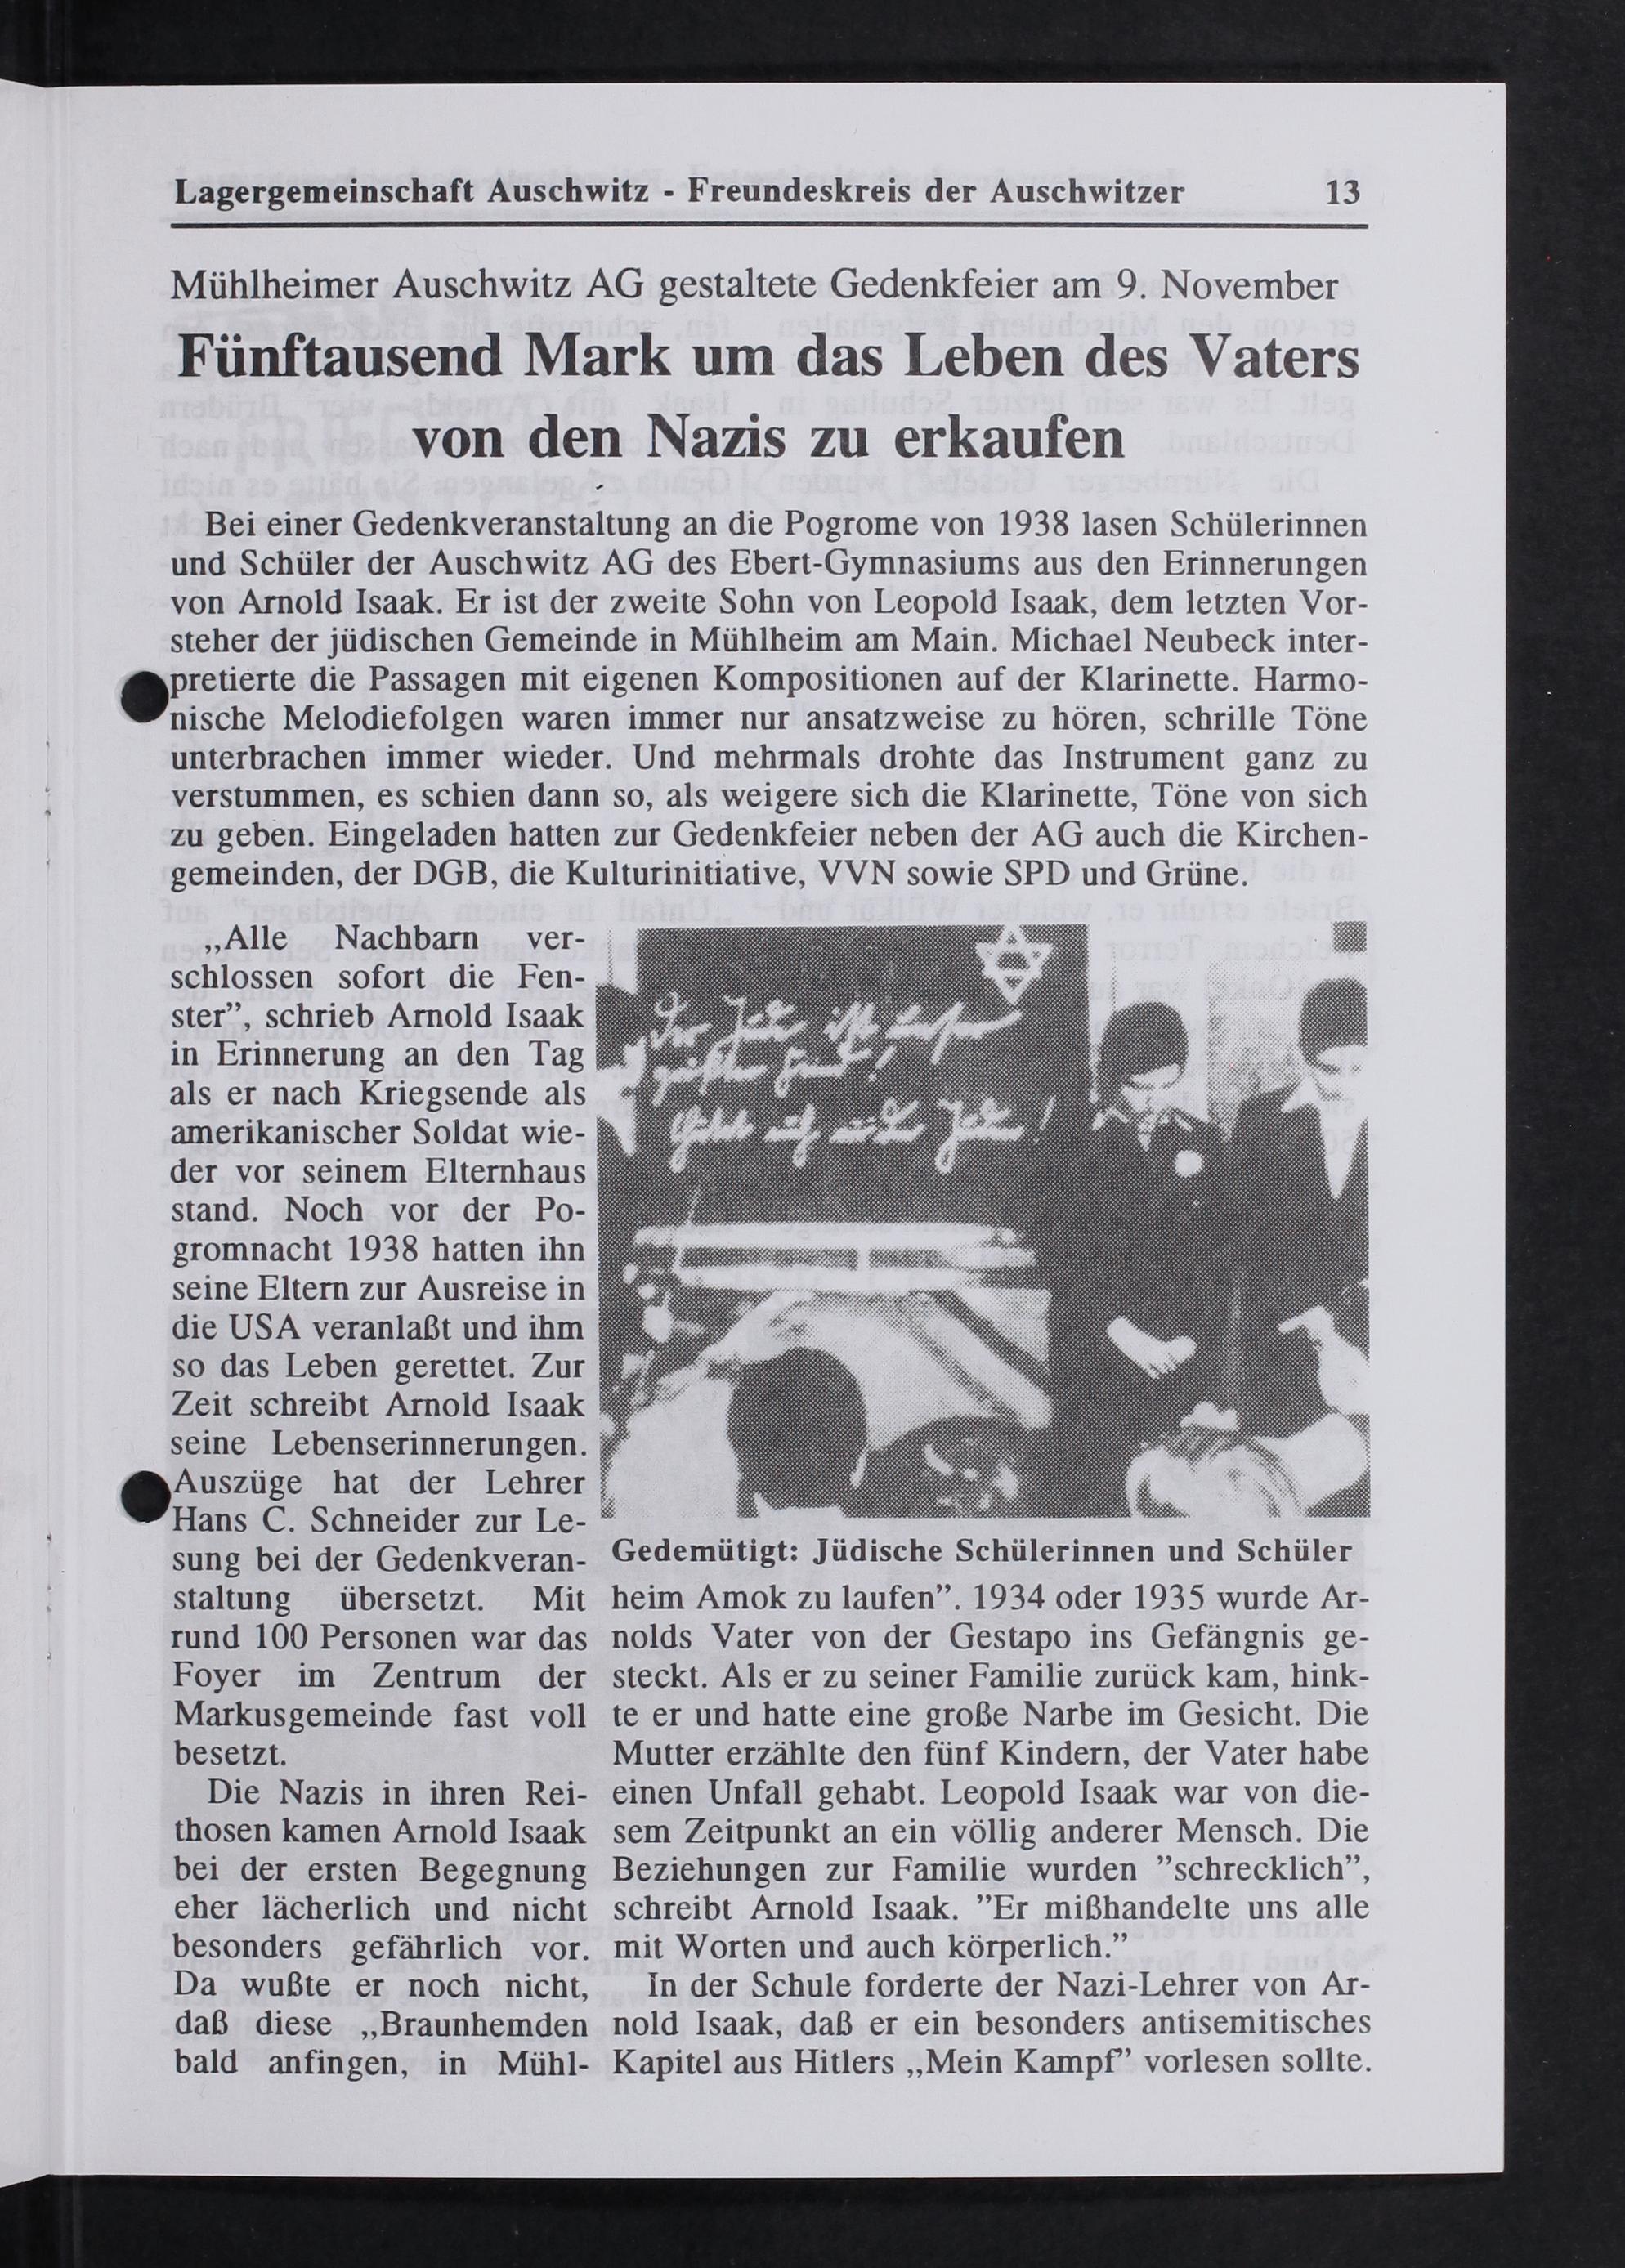 Lagergemeinschaft Auschwitz - Freundeskreis der Auschwitzer 13
Mühlheimer Auschwitz AG gestaltete Gedenkfeier am 9. November
Fünftausend Mark um das Leben des Vaters
von den Nazis zu erkaufen
Bei einer Gedenkveranstaltung an die Pogrome von 1938 lasen Schülerinnen
und Schüler der Auschwitz AG des Ebert-Gymnasiums aus den Erinnerungen
von Arnold Isaak. Er ist der zweite Sohn von Leopold Isaak, dem letzten Vor-
steher der jüdischen Gemeinde in Mühlheim am Main. Michael Neubeck inter-
pretierte die Passagen mit eigenen Kompositionen auf der Klarinette. Harmo-
nische Melodiefolgen waren immer nur ansatzweise zu hören, schrille Töne
unterbrachen immer wieder. Und mehrmals drohte das Instrument ganz zu
verstummen, es schien dann so, als weigere sich die Klarinette, Töne von sich
zu geben. Eingeladen hatten zur Gedenkfeier neben der AG auch die Kirchen-
gemeinden, der DGB, die Kulturinitiative, VVN sowie SPD und Grüne.
„Alle Nachbarn ver-
schlossen sofort die Fen-
ster”, schrieb Arnold Isaak
in Erinnerung an den Tag
als er nach Kriegsende als
amerikanischer Soldat wie-
der vor seinem Elternhaus
stand. Noch vor der Po-
gromnacht 1938 hatten ihn
seine Eltern zur Ausreise in
die USA veranlaßt und ihm
so das Leben gerettet. Zur
Zeit schreibt Arnold Isaak
seine Lebenserinnerungen.
Auszüge hat der Lehrer
Hans C. Schneider zur Le-
sung bei der Gedenkveran-
staltung übersetzt. Mit
rund 100 Personen war das
Foyer im Zentrum der
Markusgemeinde fast voll
besetzt.
Die Nazis in ihren Rei-
thosen kamen Arnold Isaak
bei der ersten Begegnung
eher lächerlich und nicht
besonders gefährlich vor.
Da wußte er noch nicht,
daß diese „Braunhemden
bald anfingen, in Mühl-
Der Jude ist unser
größter Feind!
Hütet euch vor den Juden!
Gedemütigt: Jüdische Schülerinnen und Schüler
heim Amok zu laufen”. 1934 oder 1935 wurde Ar-
nolds Vater von der Gestapo ins Gefängnis ge-
steckt. Als er zu seiner Familie zurück kam, hink-
te er und hatte eine große Narbe im Gesicht. Die
Mutter erzählte den fünf Kindern, der Vater habe
einen Unfall gehabt. Leopold Isaak war von die-
sem Zeitpunkt an ein völlig anderer Mensch. Die
Beziehungen zur Familie wurden ”schrecklich”,
schreibt Arnold Isaak. ”Er mißhandelte uns alle
mit Worten und auch körperlich.”
In der Schule forderte der Nazi-Lehrer von Ar-
nold Isaak, daß er ein besonders antisemitisches
Kapitel aus Hitlers „Mein Kampf” vorlesen sollte.